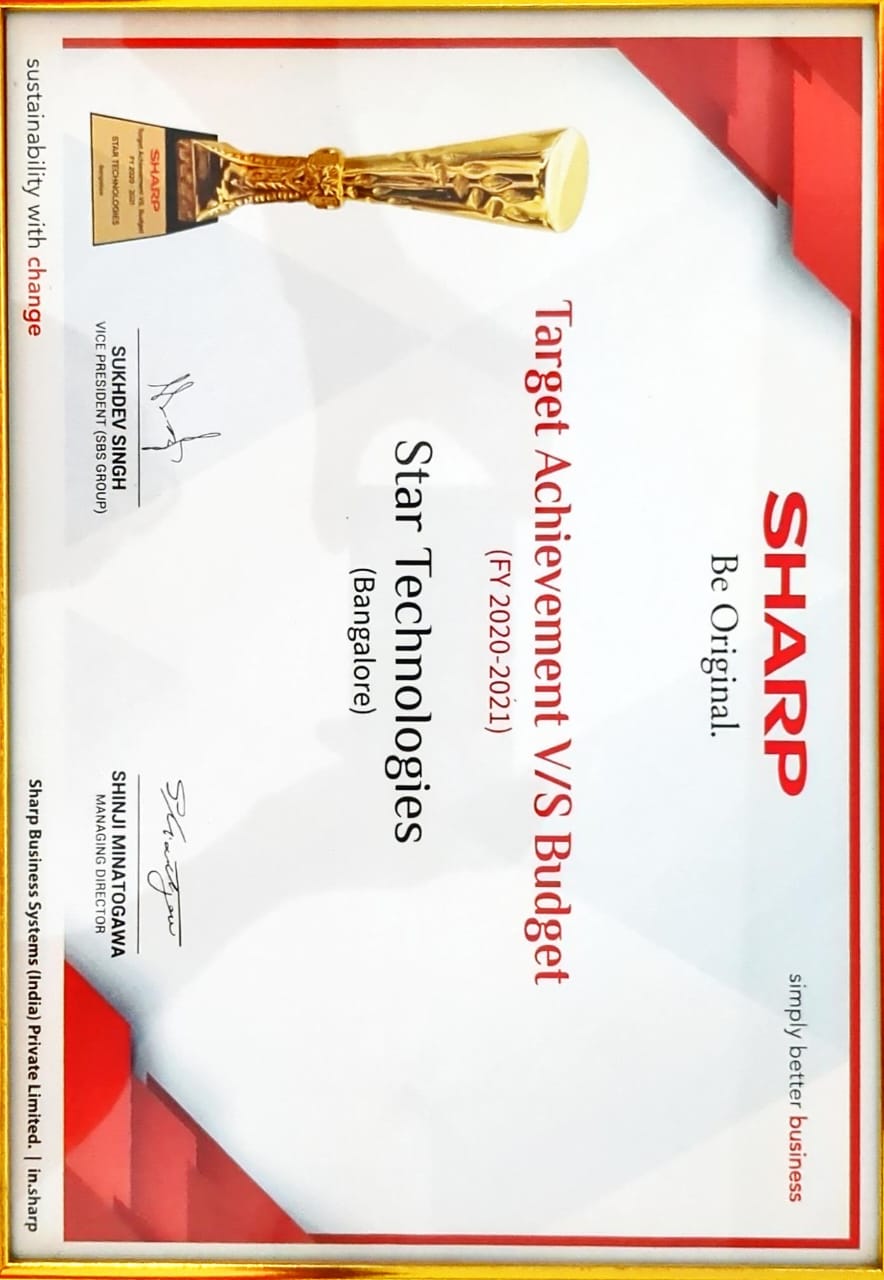 SHARP
Be Original.
simply better business
Target Achievement V/S Budget
(FY 2020-2021)
Star Technologies
(Bangalore)
SHARP
Target Achievement VS. Budget
FY 2020 - 2021
STAR TECHNOLOGIES
Bangalore
SUKHDEV SINGH
VICE PRESIDENT (SBS GROUP)
SHINJI MINATOGAWA
MANAGING DIRECTOR
sustainability with change
Sharp Business Systems (India) Private Limited. | in.sharp